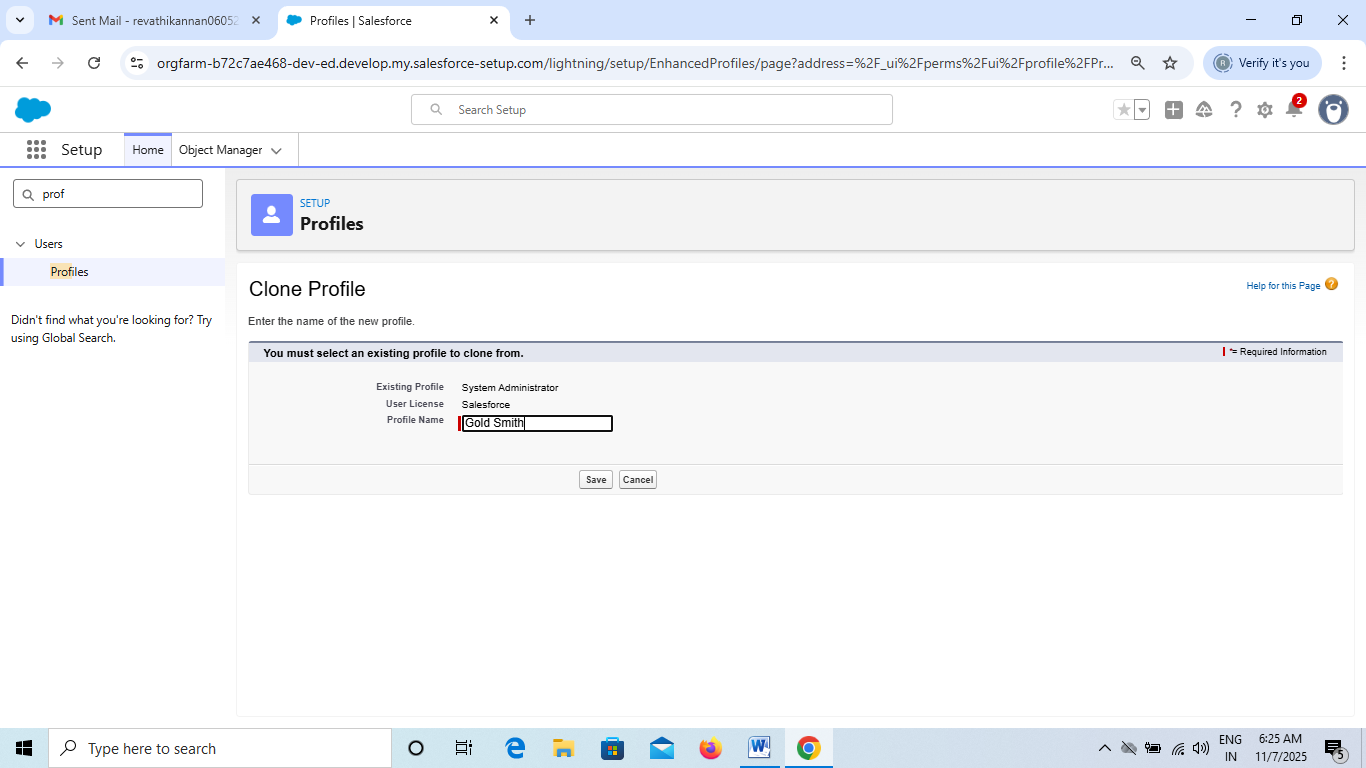 Sent Mail - revathikannan06052
Profiles | Salesforce
orgfarm-b72c7ae468-dev-ed.develop.my.salesforce-setup.com/lightning/setup/EnhancedProfiles/page?address=%2F_ui%2Fperms%2Fui%2Fprofile%2FPr...
R
Verify it's you
Search Setup
2
Setup
Home
Object Manager
prof
Users
Profiles
Didn't find what you're looking for? Try
using Global Search.
SETUP
Profiles
Clone Profile
Help for this Page ?
Enter the name of the new profile.
You must select an existing profile to clone from.
*= Required Information
Existing Profile System Administrator
User License Salesforce
Profile Name Gold Smith
Save Cancel
Type here to search
ENG
IN
6:25 AM
11/7/2025
5